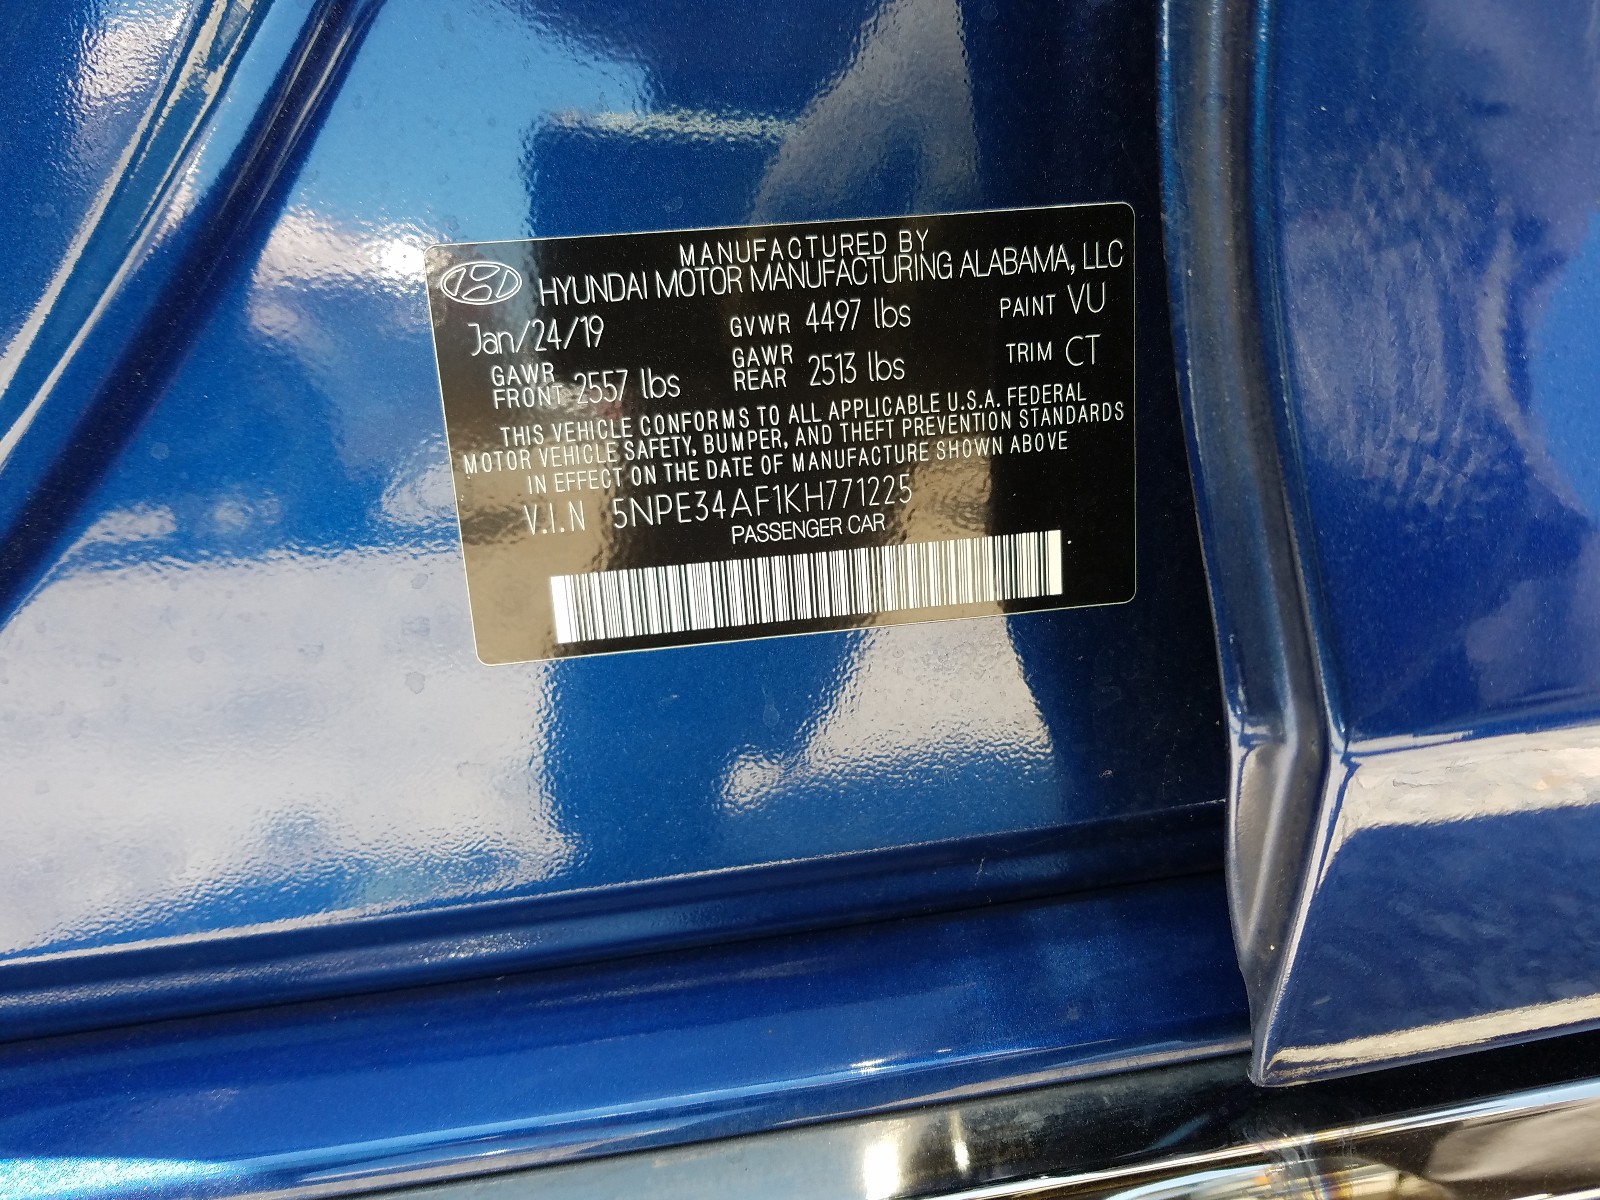 MANUFACTURED BY
HYUNDAI MOTOR MANUFACTURING ALABAMA, LLC
Jan/24/19 GVWR 4497 lbs PAINT VU
GAWR FRONT 2557 lbs GAWR REAR 2513 lbs TRIM CT
THIS VEHICLE CONFORMS TO ALL APPLICABLE U.S.A. FEDERAL
MOTOR VEHICLE SAFETY, BUMPER, AND THEFT PREVENTION STANDARDS
IN EFFECT ON THE DATE OF MANUFACTURE SHOWN ABOVE
V.I.N 5NPE34AF1KH771225
PASSENGER CAR